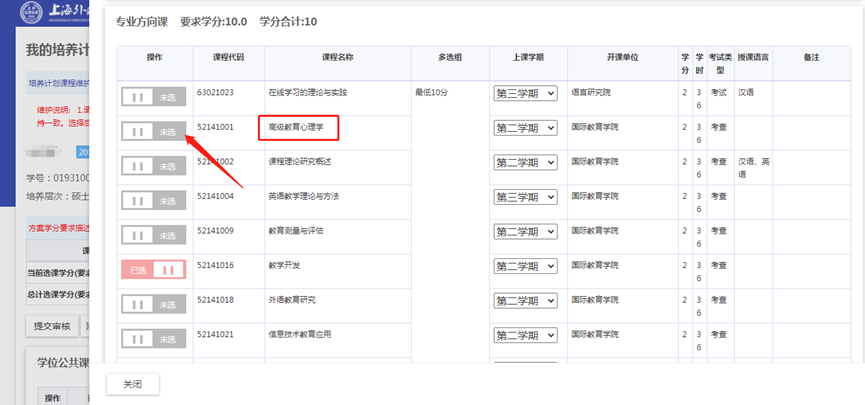 上海外
我的培养计
培养计划课程维护
维护说明： 1.请
持一致。选择后
20
学号：0193100
培养层次：硕士
方案学分要求描述
课
当前选课学分(要求
总计选课学分(要求
提交审核
学位公共课
操作
专业方向课 要求学分:10.0 学分合计:10
操作 课程代码 课程名称 多选组 上课学期 开课单位 学分 学时 考试类型 授课语言 备注
未选 63021023 在线学习的理论与实践 最低10分 第三学期 语言研究院 2 36 考试 汉语
未选 52141001 高级教育心理学 第二学期 国际教育学院 2 36 考查
未选 52141002 课程理论研究概述 第二学期 国际教育学院 2 36 考查 汉语、英语
未选 52141004 英语教学理论与方法 第三学期 国际教育学院 2 36 考查
未选 52141009 教育测量与评估 第二学期 国际教育学院 2 36 考查
已选 52141016 教学开发 第二学期 国际教育学院 2 36 考查
未选 52141018 外语教育研究 第二学期 国际教育学院 2 36 考查
未选 52141021 信息技术教育应用 第二学期 国际教育学院 2 36 考查
关闭